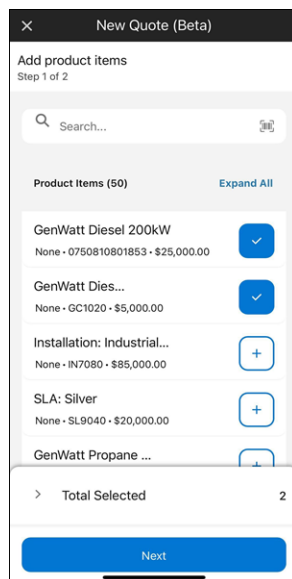 New Quote (Beta)
Add product items
Step 1 of 2
Search...
Product Items (50) Expand All
GenWatt Diesel 200kW
None • 0750810801853 • $25,000.00
GenWatt Dies...
None • GC1020 • $5,000.00
Installation: Industrial...
None • IN7080 • $85,000.00
SLA: Silver
None • SL9040 • $20,000.00
GenWatt Propane ...
Total Selected 2
Next